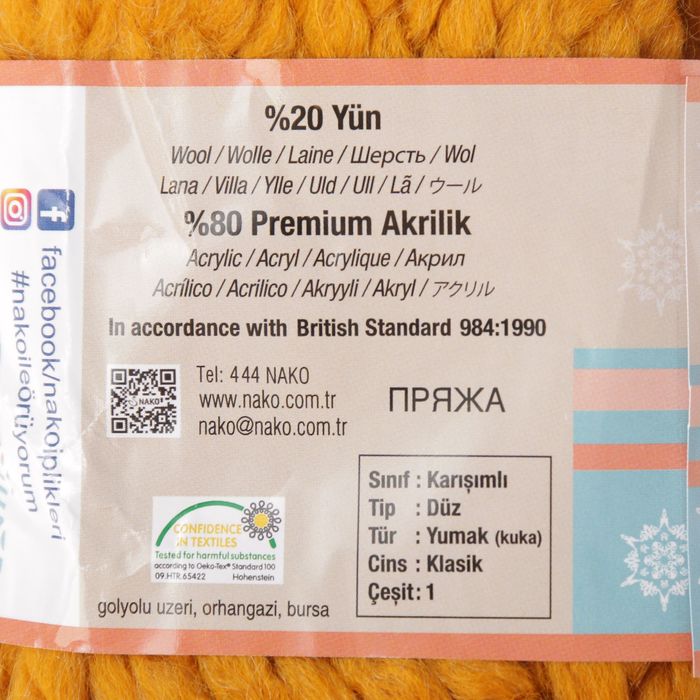 %20 Yün
Wool / Wolle / Laine / Шерсть / Wol
Lana / Villa / Ylle / Uld / Ull / Lã / ウール
%80 Premium Akrilik
Acrylic / Acryl / Acrylique / Акрил
Acrílico / Acrilico / Akryyli / Akryl / アクリル
In accordance with British Standard 984:1990
NAKO
Tel: 444 NAKO
www.nako.com.tr
nako@nako.com.tr
ПРЯЖА
Sınıf : Karışımlı
Tip : Düz
Tür : Yumak (kuka)
Cins : Klasik
Çeşit : 1
CONFIDENCE
IN TEXTILES
Tested for harmful substances
according to Oeko-Tex® Standard 100
09.HTR.65422 Hohenstein
golyolu uzeri, orhangazi, bursa
facebook/nakoiplikleri
#nakoileörüyorum